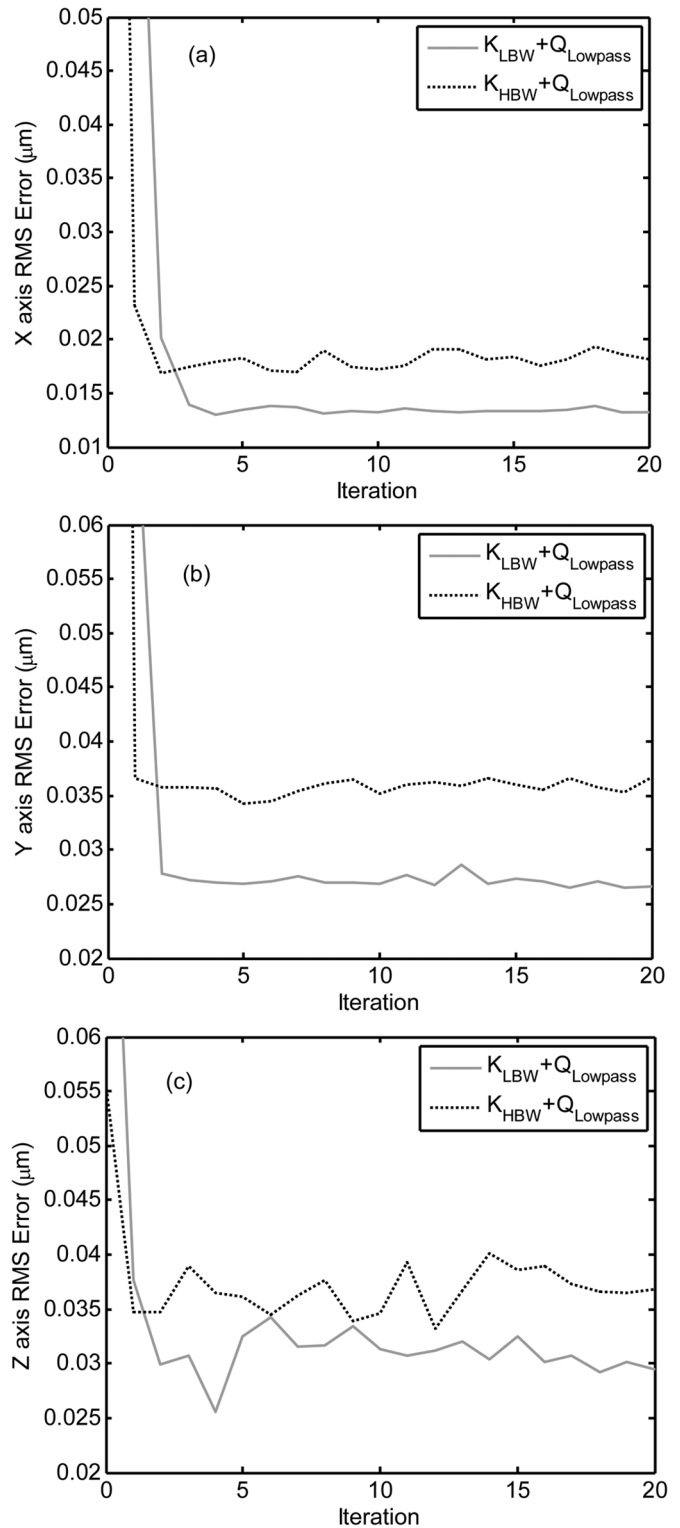 0.05
0.045
0.04
0.035
0.03
0.025
0.02
0.015
0.01
X axis RMS Error (μm)
(a)
K_LBW+Q_Lowpass
K_HBW+Q_Lowpass
0 5 10 15 20
Iteration
0.06
0.055
0.05
0.045
0.04
0.035
0.03
0.025
0.02
Y axis RMS Error (μm)
(b)
K_LBW+Q_Lowpass
K_HBW+Q_Lowpass
0 5 10 15 20
Iteration
0.06
0.055
0.05
0.045
0.04
0.035
0.03
0.025
0.02
Z axis RMS Error (μm)
(c)
K_LBW+Q_Lowpass
K_HBW+Q_Lowpass
0 5 10 15 20
Iteration